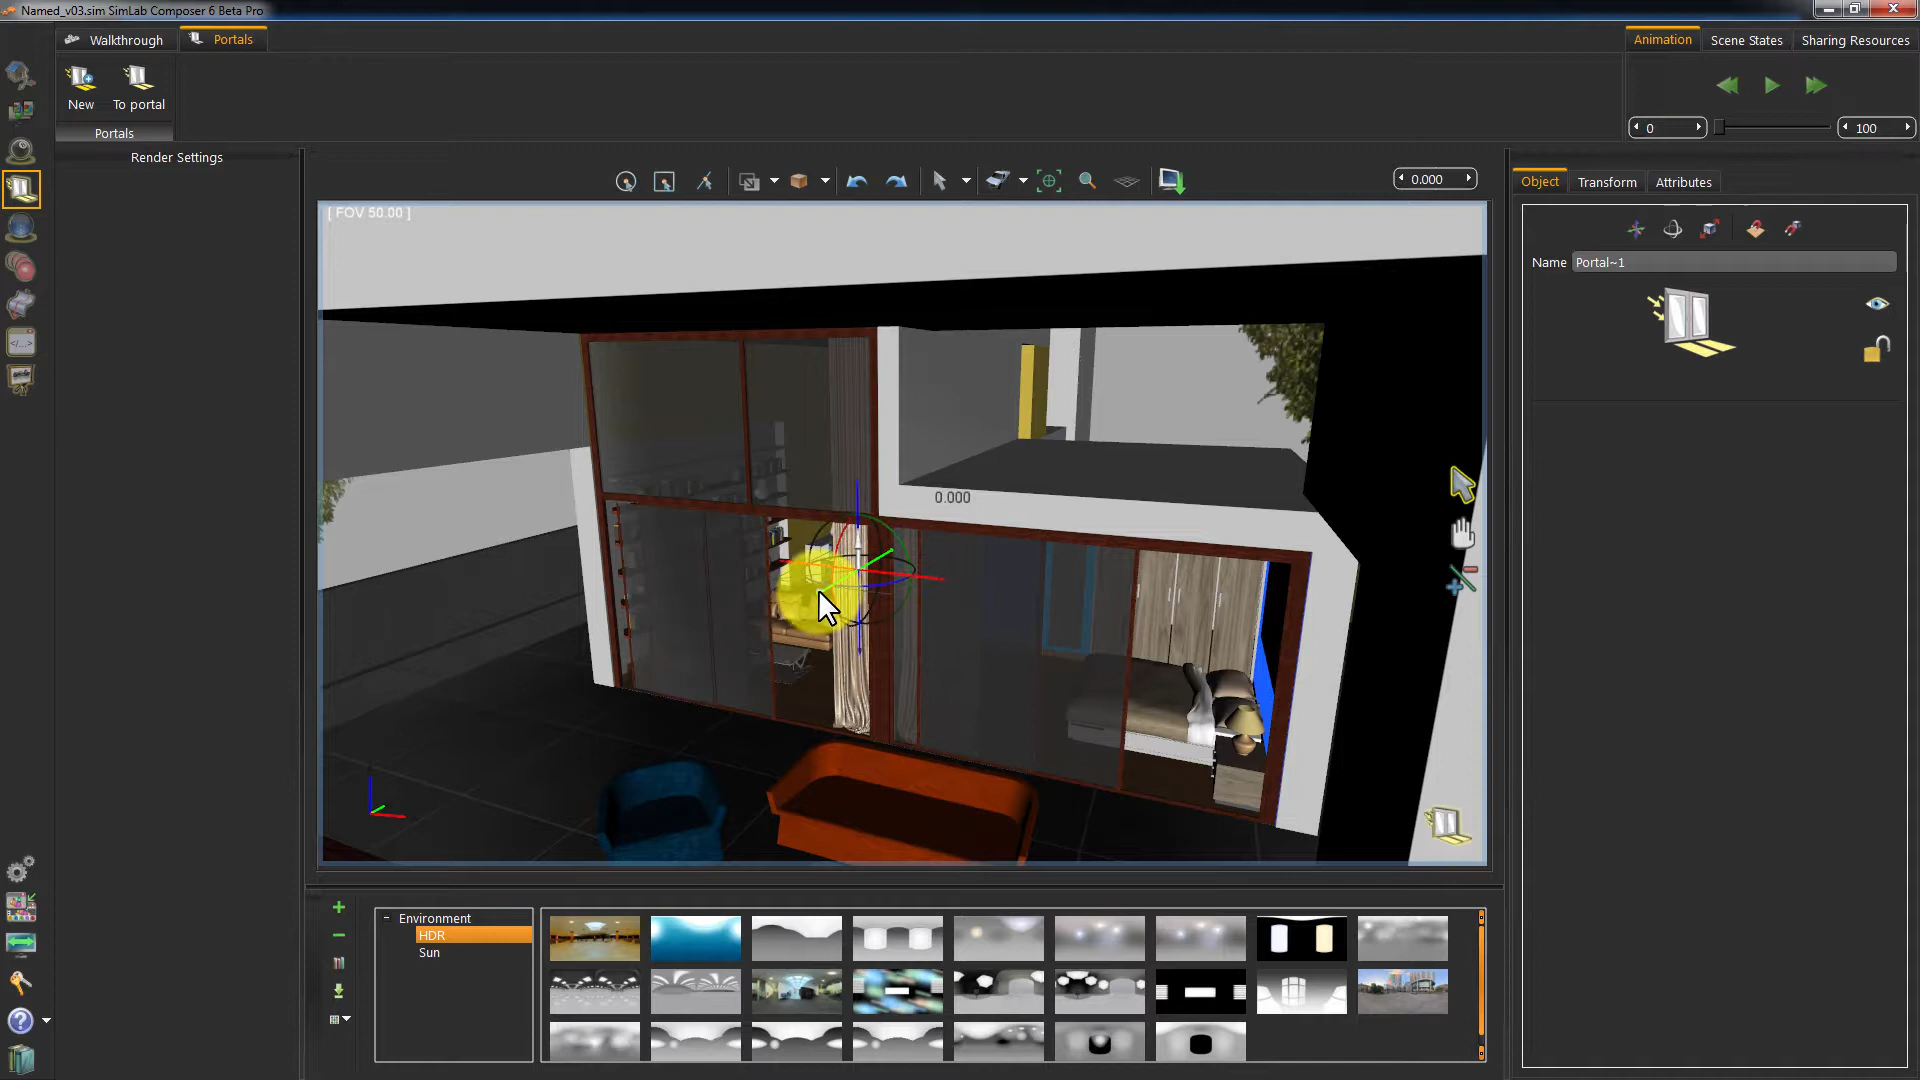 Named_v03.sim SimLab Composer 6 Beta Pro
Walkthrough
Portals
Animation
Scene States
Sharing Resources
New
To portal
Portals
0
100
Render Settings
0.000
Object
Transform
Attributes
[ FOV 50.00 ]
Name
Portal~1
0.000
Environment
HDR
Sun